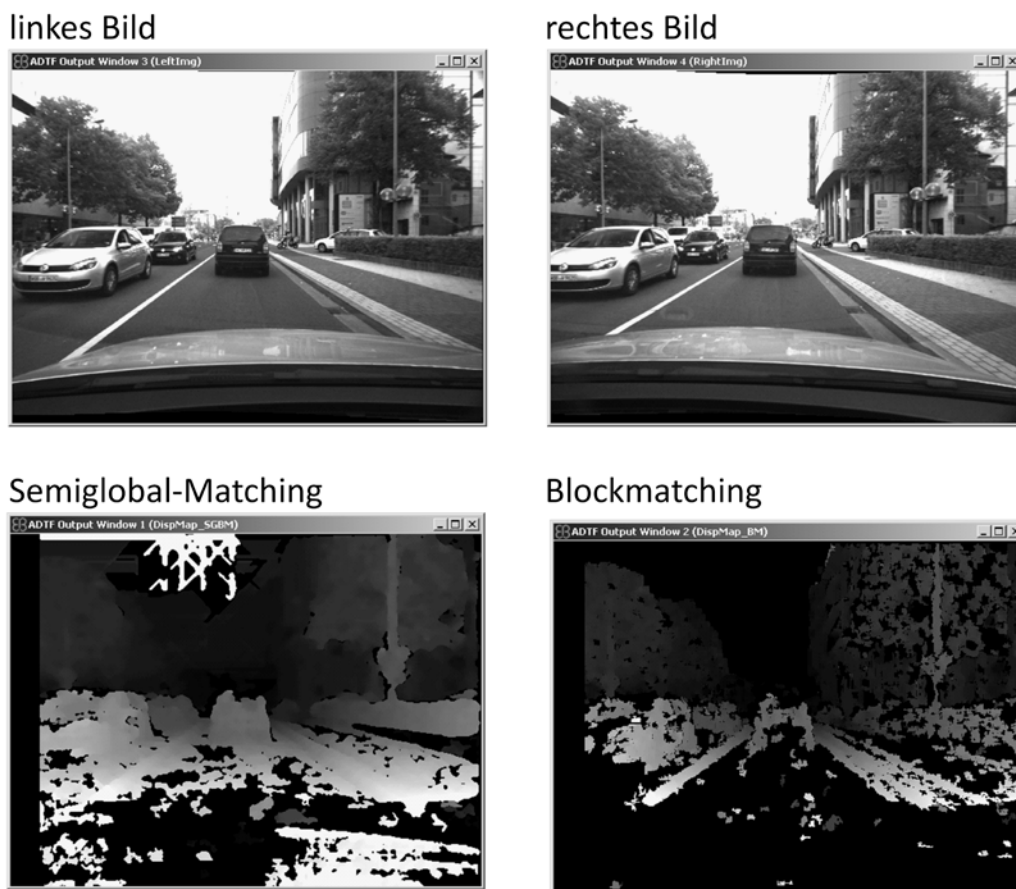 linkes Bild
rechtes Bild
ADTF Output Window 3 (LeftImg)
ADTF Output Window 4 (RightImg)
Semiglobal-Matching
Blockmatching
ADTF Output Window 1 (DispMap_SGBM)
ADTF Output Window 2 (DispMap_BM)